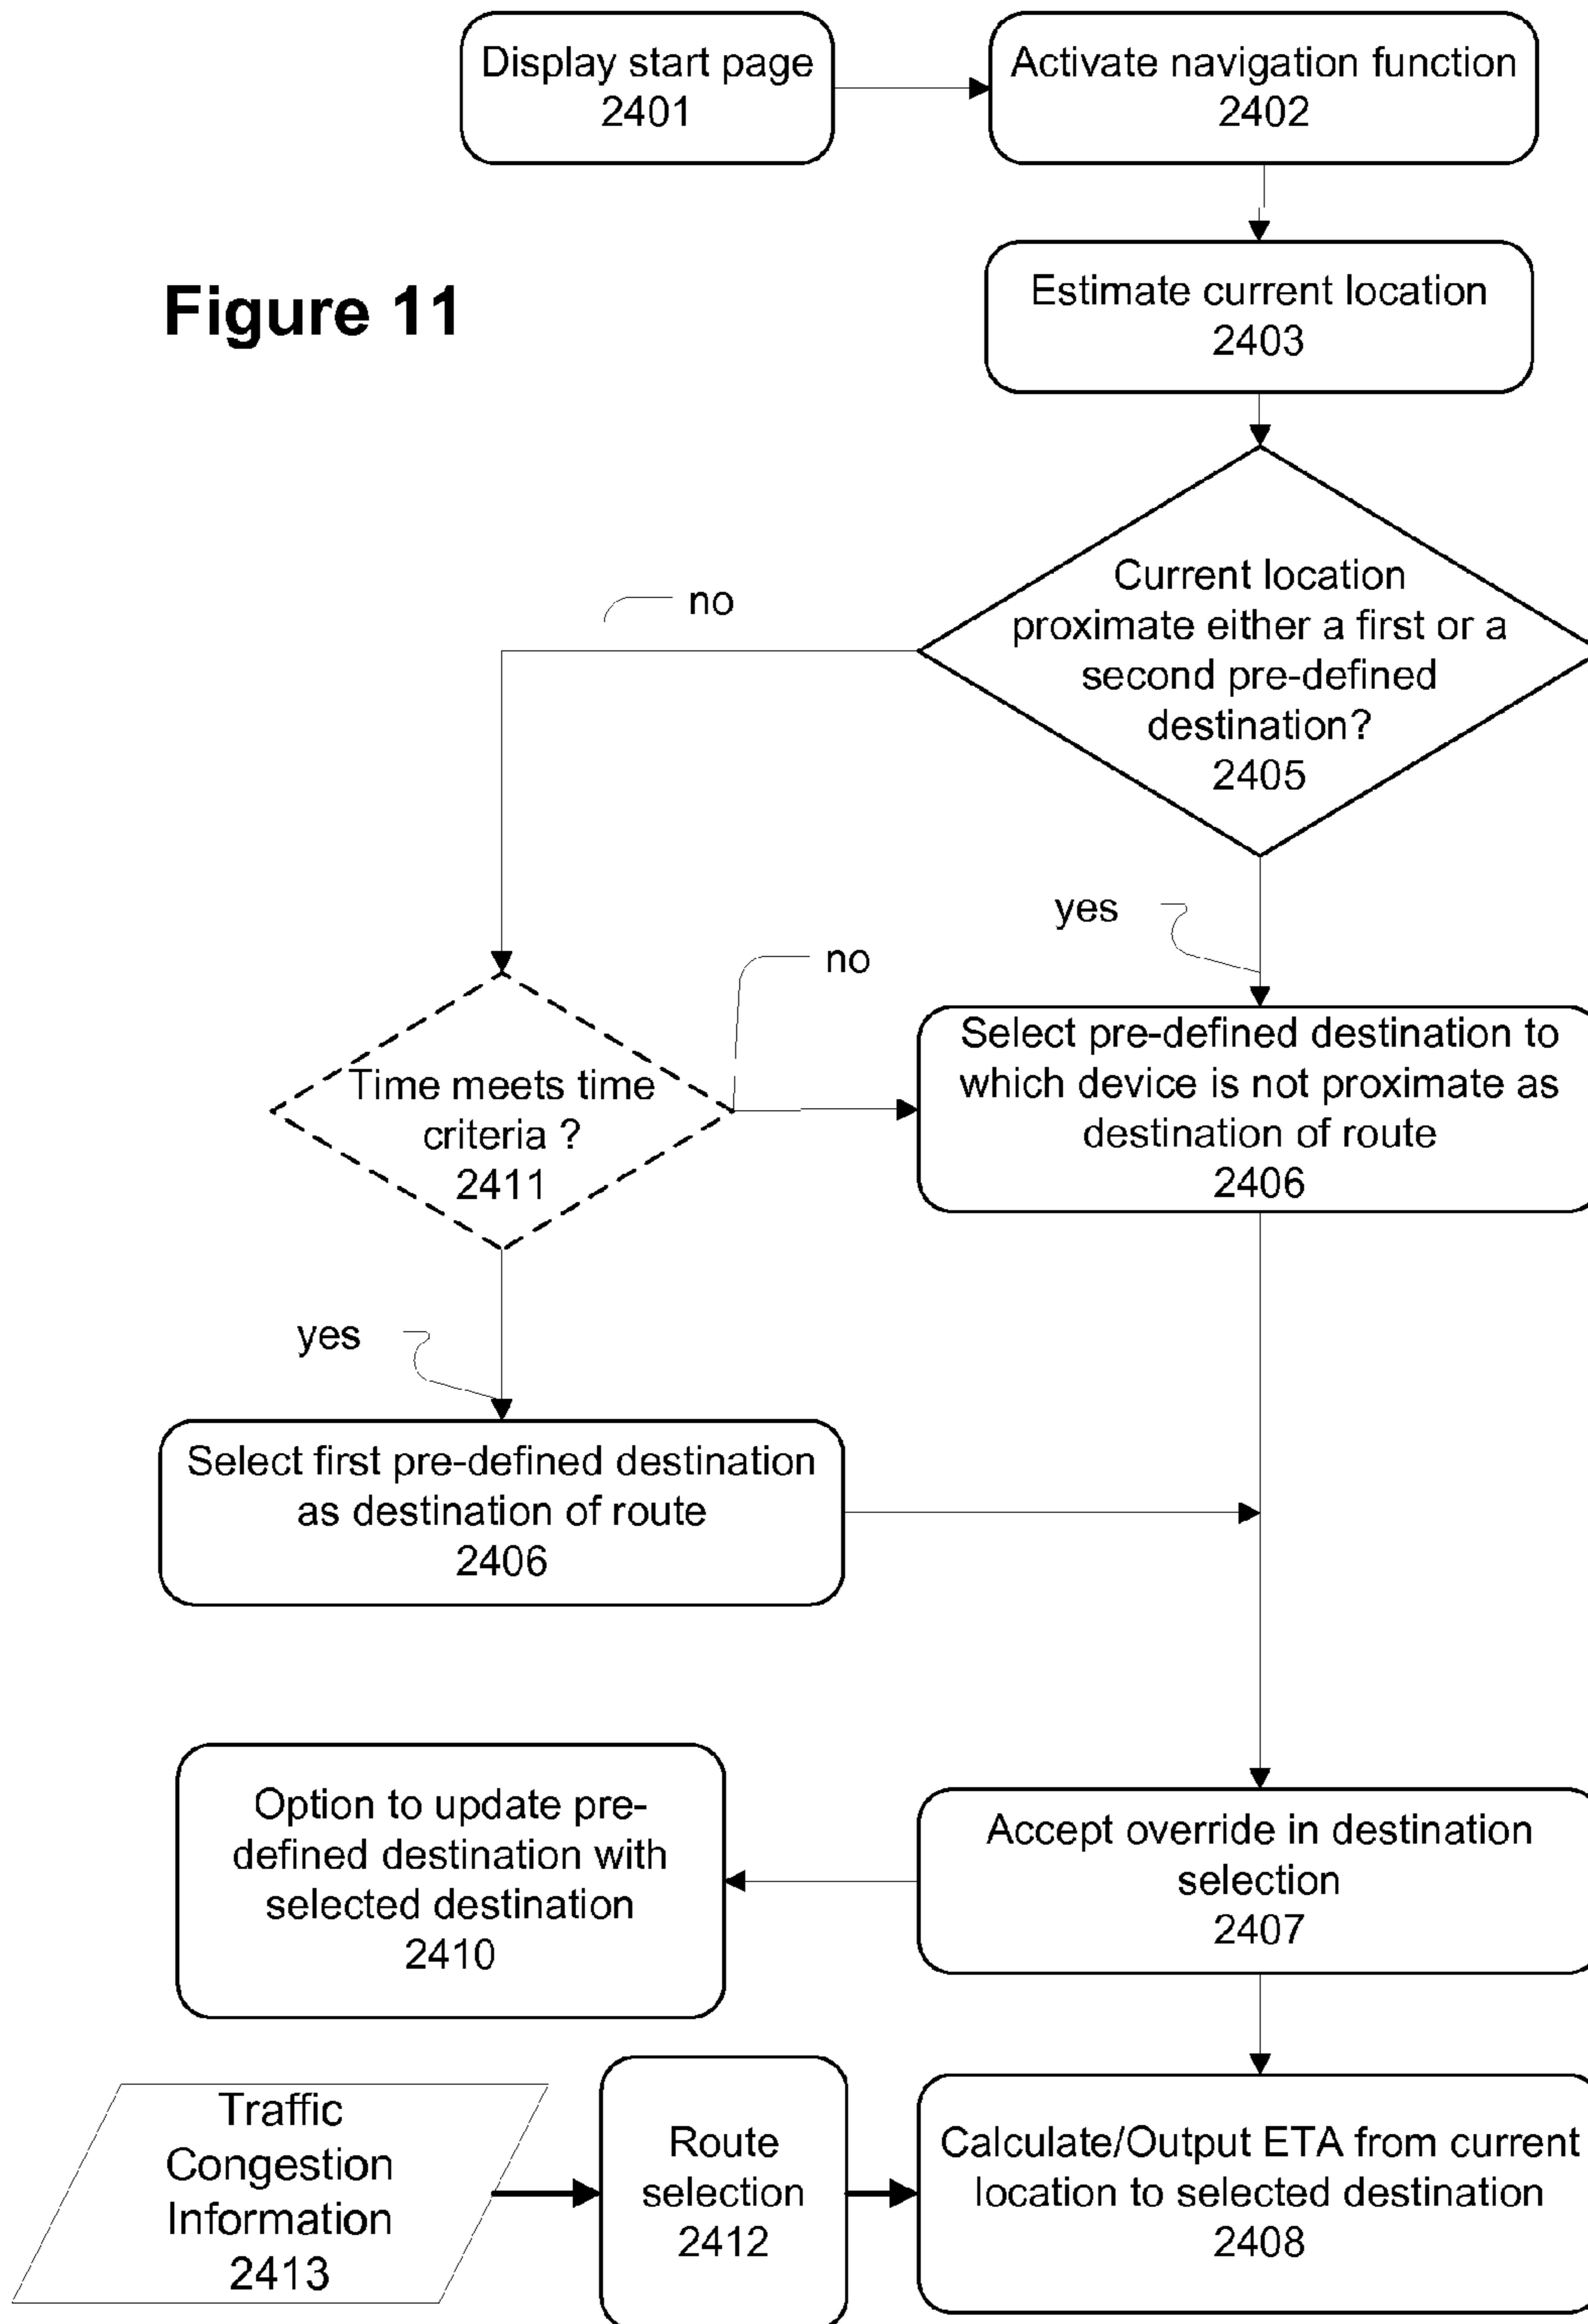 Display start page
2401
Activate navigation function
2402
Figure 11
Estimate current location
2403
Current location
proximate either a first or a
second pre-defined
destination?
2405
no
yes
no
Time meets time
criteria ?
2411
Select pre-defined destination to
which device is not proximate as
destination of route
2406
yes
Select first pre-defined destination
as destination of route
2406
Option to update pre-
defined destination with
selected destination
2410
Accept override in destination
selection
2407
Traffic
Congestion
Information
2413
Route
selection
2412
Calculate/Output ETA from current
location to selected destination
2408